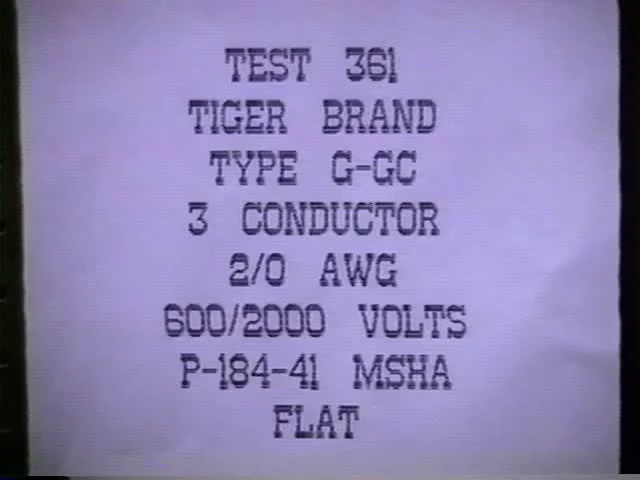 TEST 361
TIGER BRAND
TYPE G-GC
3 CONDUCTOR
2/0 AWG
600/2000 VOLTS
P-184-41 MSHA
FLAT